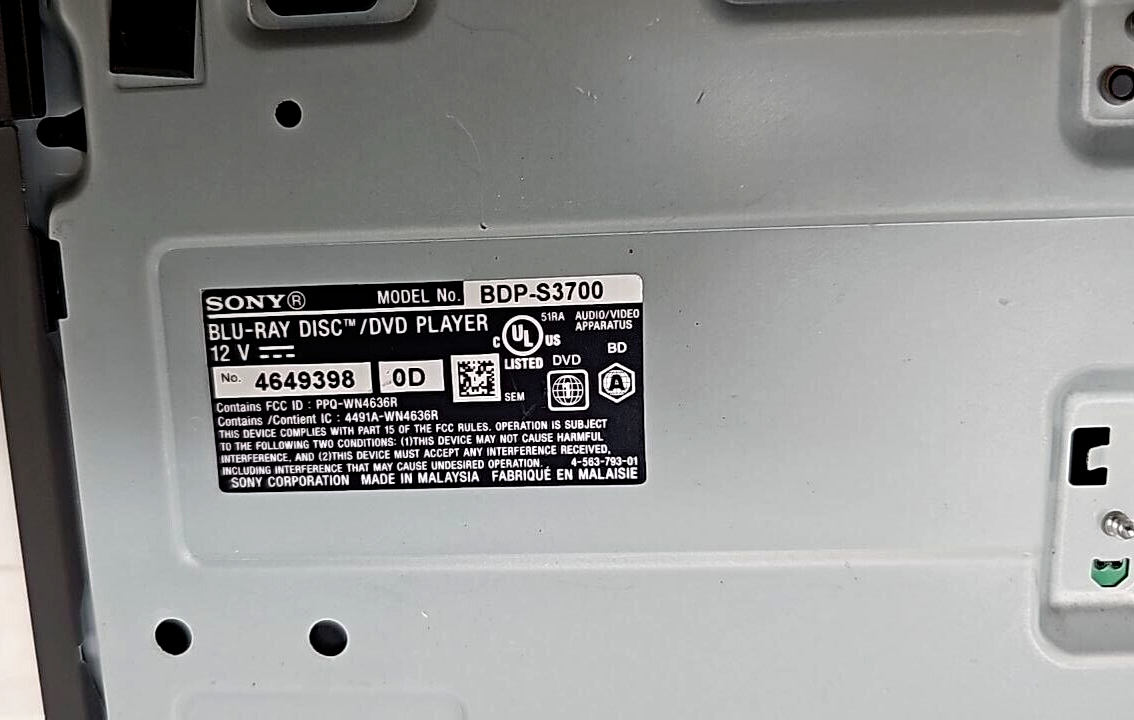 SONY® MODEL No. BDP-S3700
BLU-RAY DISC™/DVD PLAYER
12 V
C UL US
LISTED
51RA AUDIO/VIDEO
APPARATUS
DVD
BD
A
No. 4649398 0D
SEM
Contains FCC ID : PPQ-WN4636R
Contains /Contient IC : 4491A-WN4636R
THIS DEVICE COMPLIES WITH PART 15 OF THE FCC RULES. OPERATION IS SUBJECT
TO THE FOLLOWING TWO CONDITIONS: (1)THIS DEVICE MAY NOT CAUSE HARMFUL
INTERFERENCE, AND (2)THIS DEVICE MUST ACCEPT ANY INTERFERENCE RECEIVED,
INCLUDING INTERFERENCE THAT MAY CAUSE UNDESIRED OPERATION. 4-563-793-01
SONY CORPORATION MADE IN MALAYSIA FABRIQUÉ EN MALAISIE